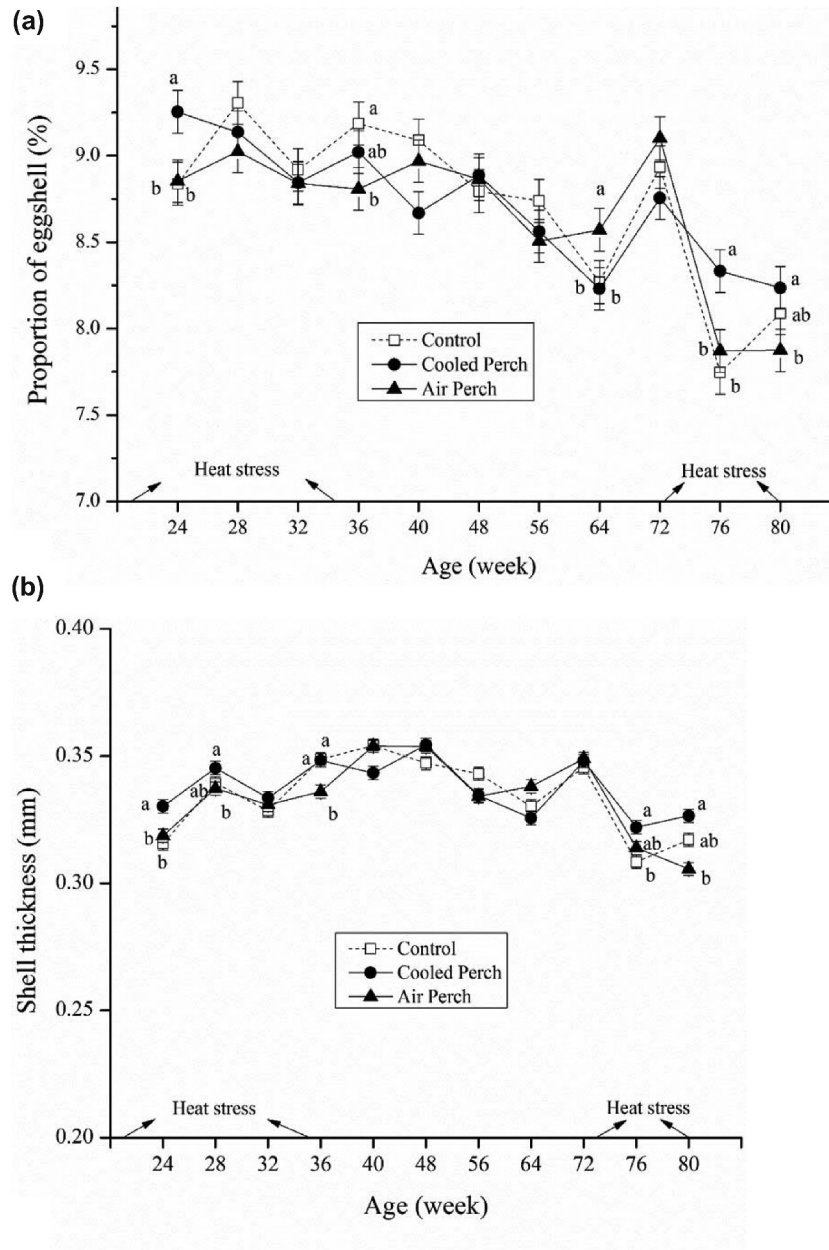 (a)
Proportion of eggshell (%)
9.5
9.0
8.5
8.0
7.5
7.0
a
b
b
a
ab
b
a
b
b
a
b
b
a
ab
b
Control
Cooled Perch
Air Perch
Heat stress
Heat stress
24 28 32 36 40 48 56 64 72 76 80
Age (week)
(b)
Shell thickness (mm)
0.40
0.35
0.30
0.25
0.20
a
b
b
a
ab
b
a
b
a
ab
b
a
ab
b
Control
Cooled Perch
Air Perch
Heat stress
Heat stress
24 28 32 36 40 48 56 64 72 76 80
Age (week)